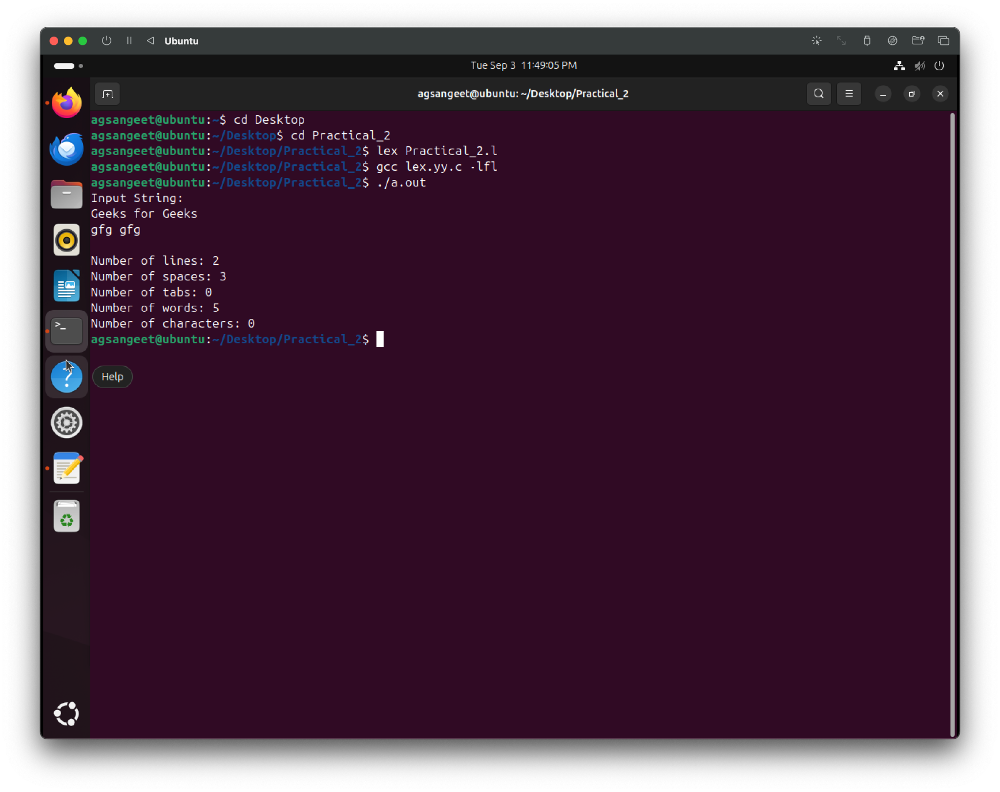 Ubuntu
Tue Sep 3 11:49:05 PM
agsangeet@ubuntu: ~/Desktop/Practical_2
agsangeet@ubuntu:~$ cd Desktop
agsangeet@ubuntu:~/Desktop$ cd Practical_2
agsangeet@ubuntu:~/Desktop/Practical_2$ lex Practical_2.l
agsangeet@ubuntu:~/Desktop/Practical_2$ gcc lex.yy.c -lfl
agsangeet@ubuntu:~/Desktop/Practical_2$ ./a.out
Input String:
Geeks for Geeks
gfg gfg
Number of lines: 2
Number of spaces: 3
Number of tabs: 0
Number of words: 5
Number of characters: 0
agsangeet@ubuntu:~/Desktop/Practical_2$
Help